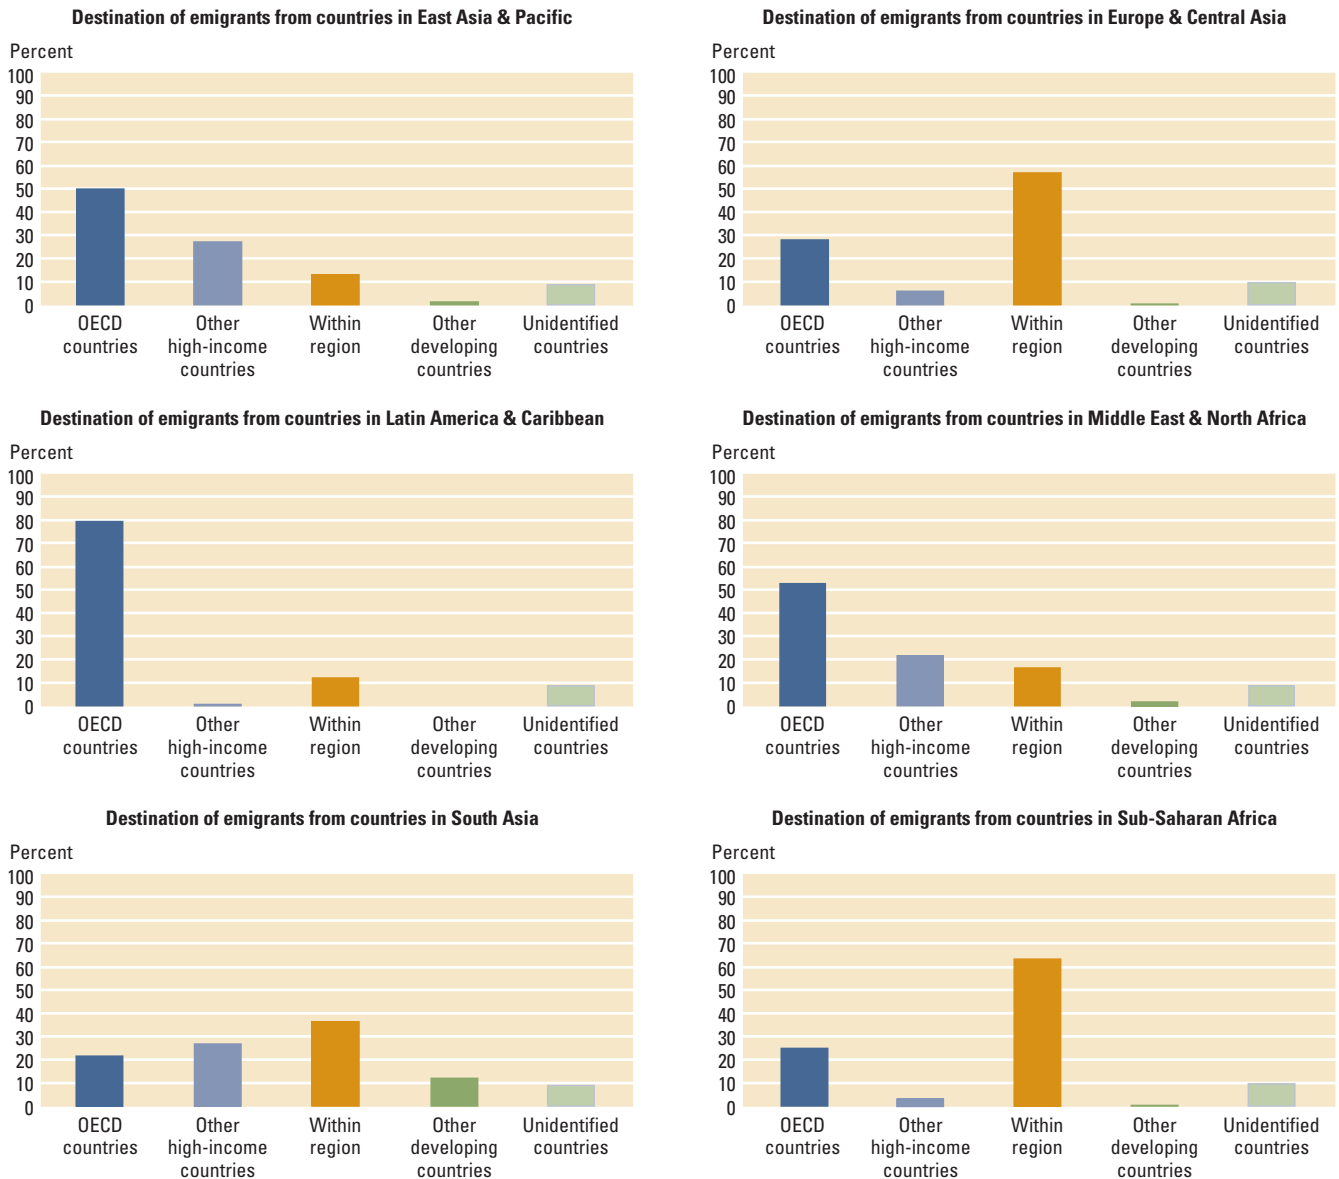 Destination of emigrants from countries in East Asia & Pacific
Percent
100
90
80
70
60
50
40
30
20
10
0
OECD countries
Other high-income countries
Within region
Other developing countries
Unidentified countries
Destination of emigrants from countries in Europe & Central Asia
Percent
100
90
80
70
60
50
40
30
20
10
0
OECD countries
Other high-income countries
Within region
Other developing countries
Unidentified countries
Destination of emigrants from countries in Latin America & Caribbean
Percent
100
90
80
70
60
50
40
30
20
10
0
OECD countries
Other high-income countries
Within region
Other developing countries
Unidentified countries
Destination of emigrants from countries in Middle East & North Africa
Percent
100
90
80
70
60
50
40
30
20
10
0
OECD countries
Other high-income countries
Within region
Other developing countries
Unidentified countries
Destination of emigrants from countries in South Asia
Percent
100
90
80
70
60
50
40
30
20
10
0
OECD countries
Other high-income countries
Within region
Other developing countries
Unidentified countries
Destination of emigrants from countries in Sub-Saharan Africa
Percent
100
90
80
70
60
50
40
30
20
10
0
OECD countries
Other high-income countries
Within region
Other developing countries
Unidentified countries